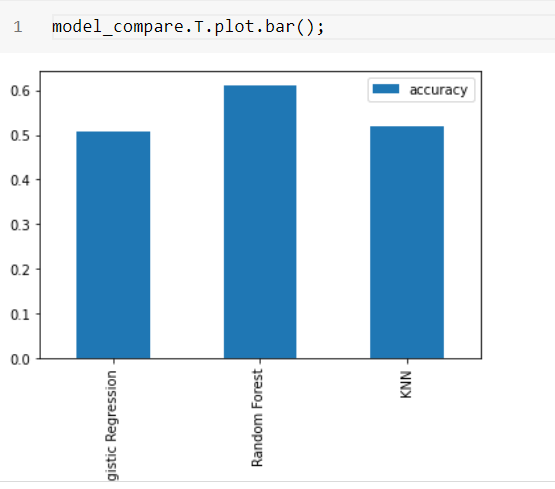 1 model_compare.T.plot.bar();
accuracy
0.6
0.5
0.4
0.3
0.2
0.1
0.0
gistic Regression
Random Forest
KNN